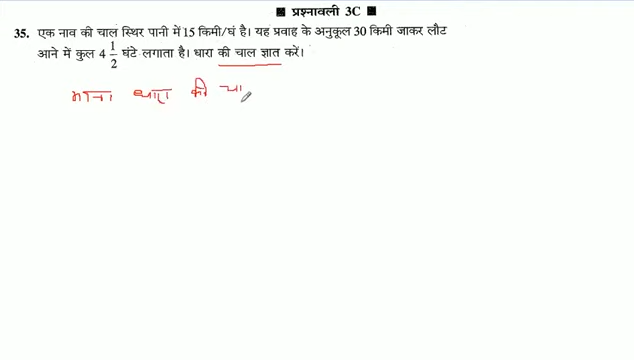 ■ प्रश्नावली 3C ■
35. एक नाव की चाल स्थिर पानी में 15 किमी/घं है। यह प्रवाह के अनुकूल 30 किमी जाकर लौट
आने में कुल 4 1/2 घंटे लगाता है। धारा की चाल ज्ञात करें।
माना धारा की चा